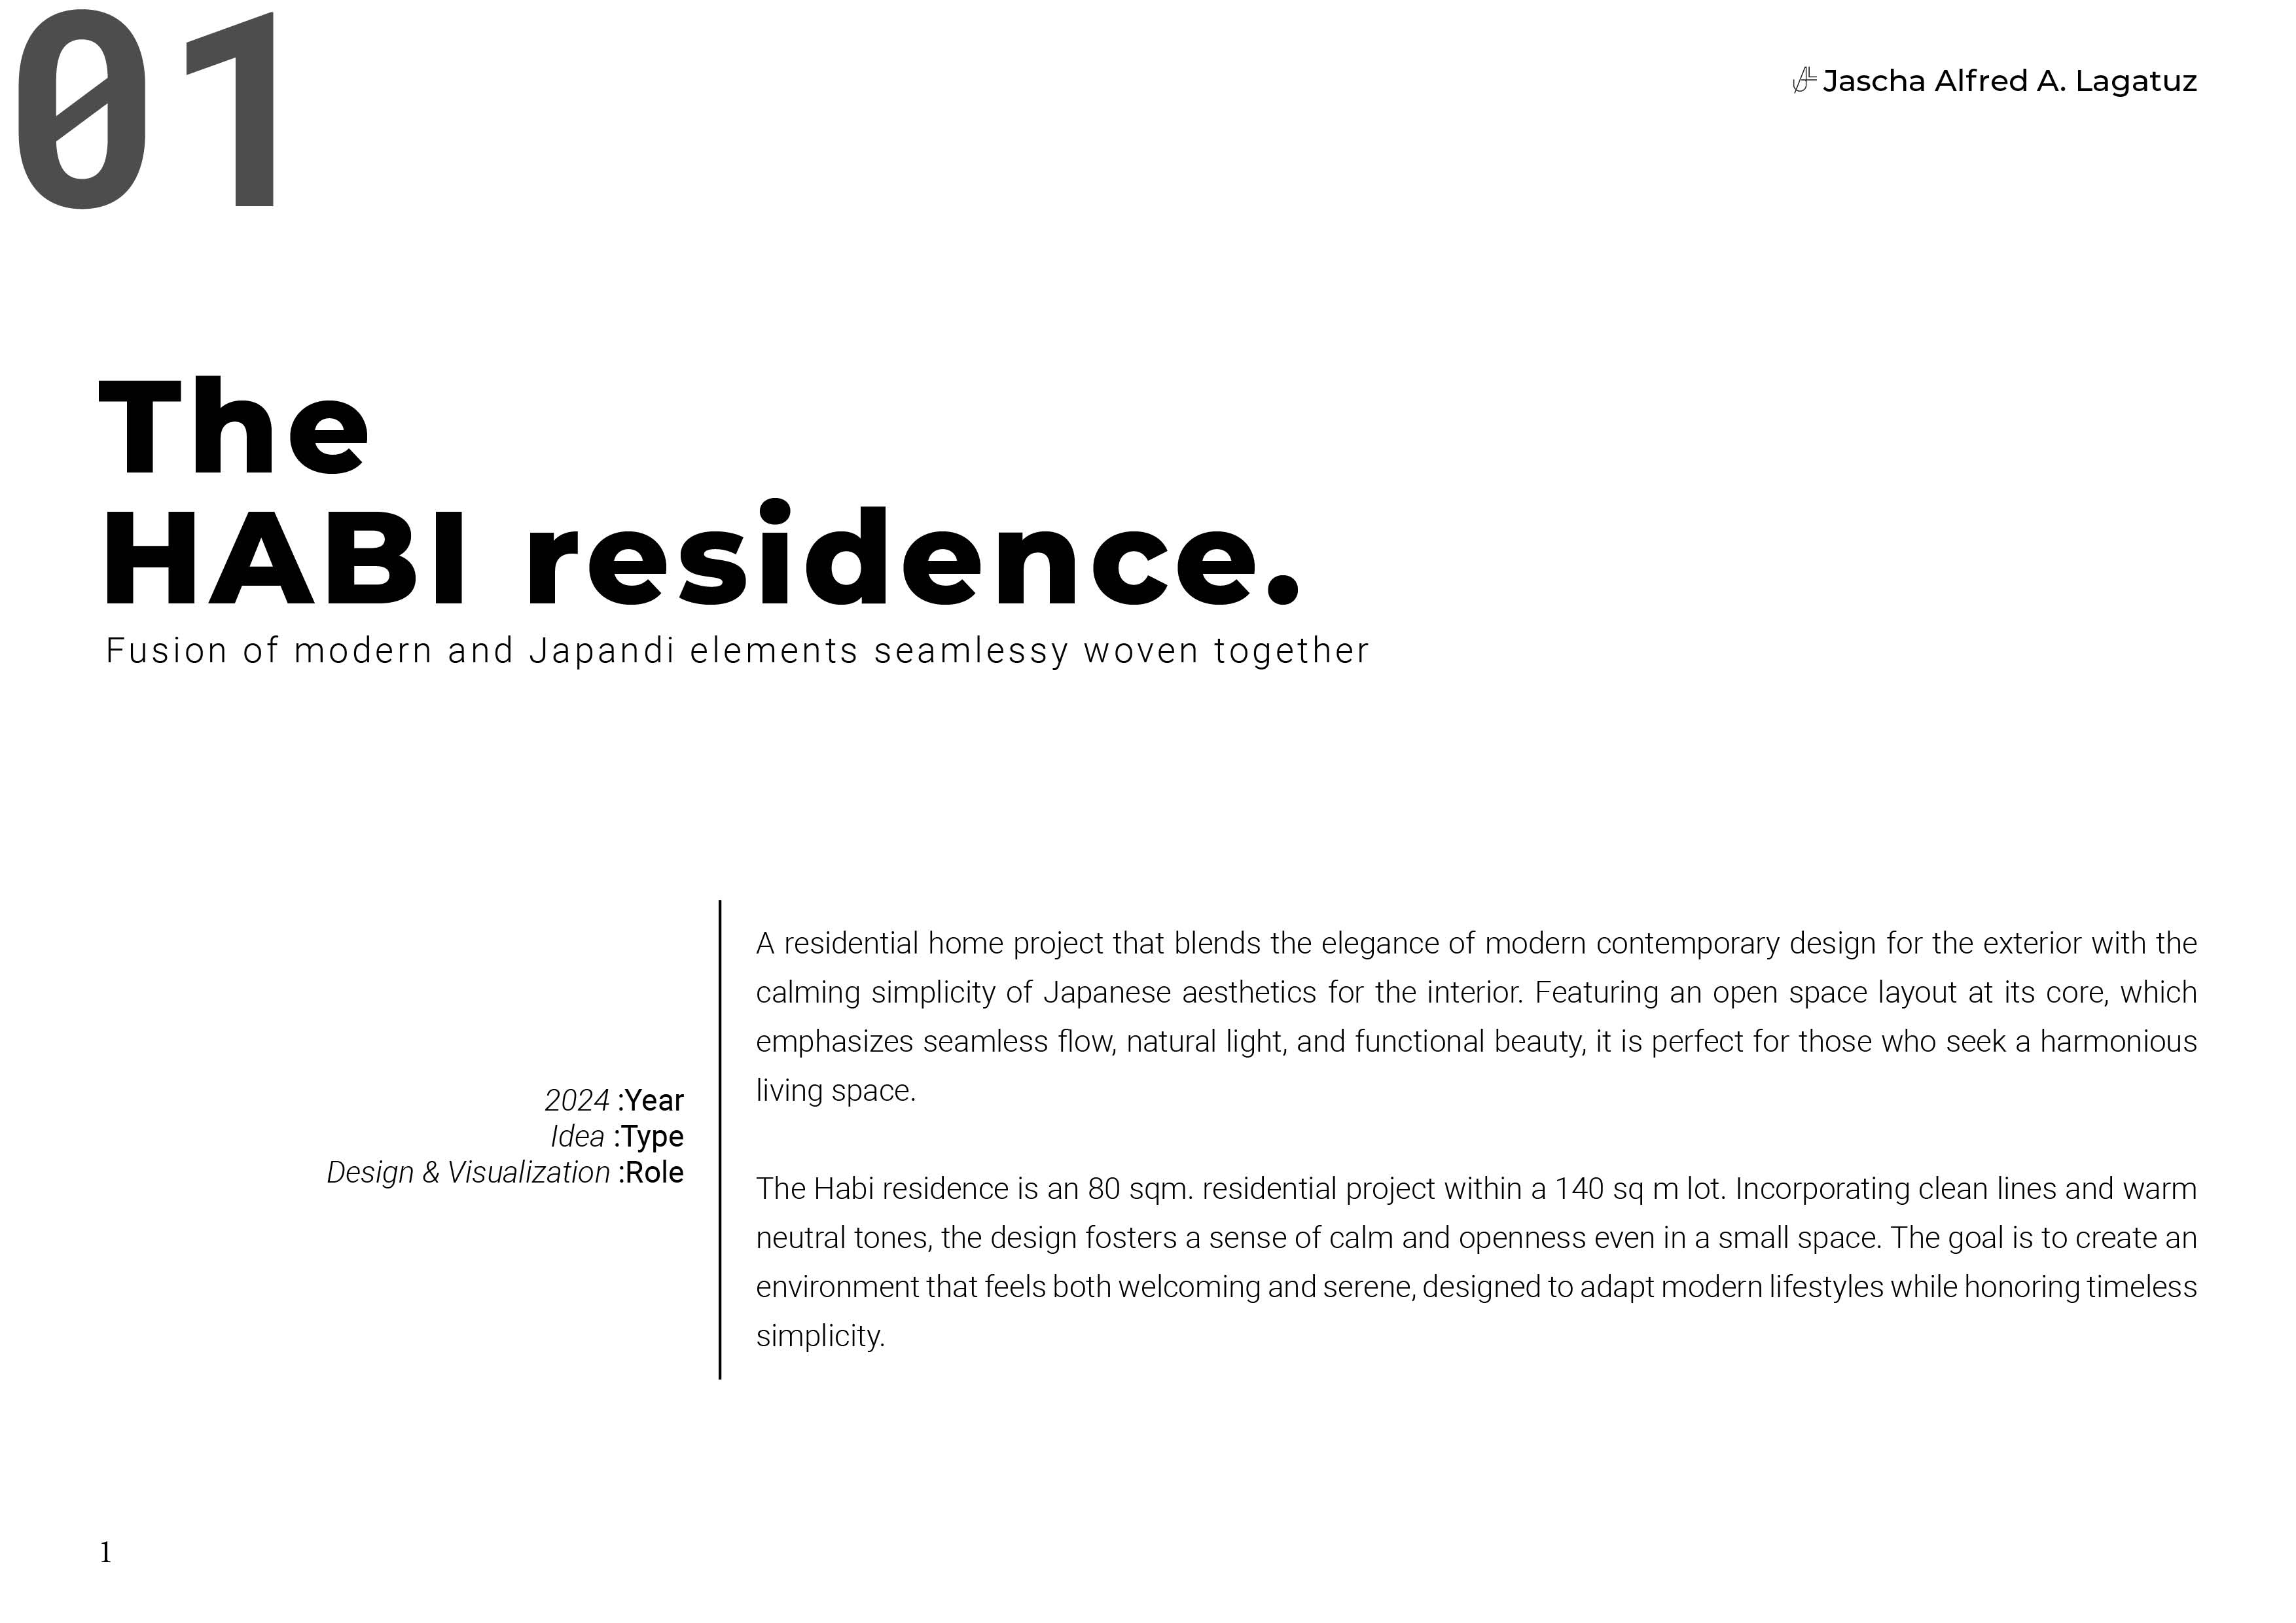 01
Jascha Alfred A. Lagatuz
The
HABI residence.
Fusion of modern and Japandi elements seamlessy woven together
2024 :Year
Idea :Type
Design & Visualization :Role
A residential home project that blends the elegance of modern contemporary design for the exterior with the
calming simplicity of Japanese aesthetics for the interior. Featuring an open space layout at its core, which
emphasizes seamless flow, natural light, and functional beauty, it is perfect for those who seek a harmonious
living space.
The Habi residence is an 80 sqm. residential project within a 140 sq m lot. Incorporating clean lines and warm
neutral tones, the design fosters a sense of calm and openness even in a small space. The goal is to create an
environment that feels both welcoming and serene, designed to adapt modern lifestyles while honoring timeless
simplicity.
1